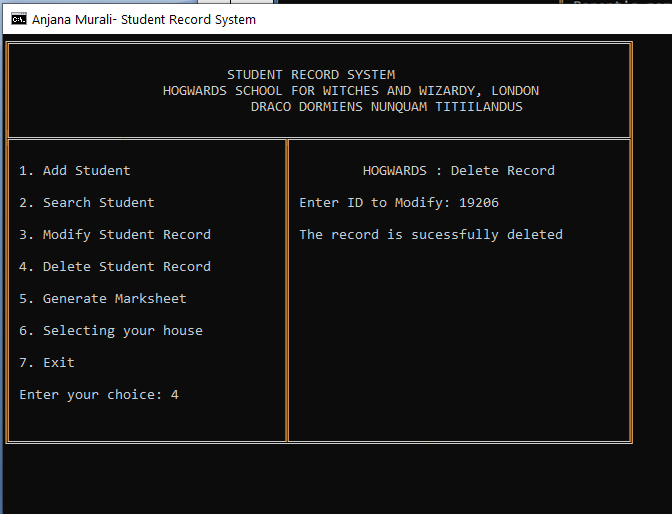 Anjana Murali- Student Record System
STUDENT RECORD SYSTEM
HOGWARDS SCHOOL FOR WITCHES AND WIZARDY, LONDON
DRACO DORMIENS NUNQUAM TITIILANDUS
1. Add Student
2. Search Student
3. Modify Student Record
4. Delete Student Record
5. Generate Marksheet
6. Selecting your house
7. Exit
Enter your choice: 4
HOGWARDS : Delete Record
Enter ID to Modify: 19206
The record is sucessfully deleted